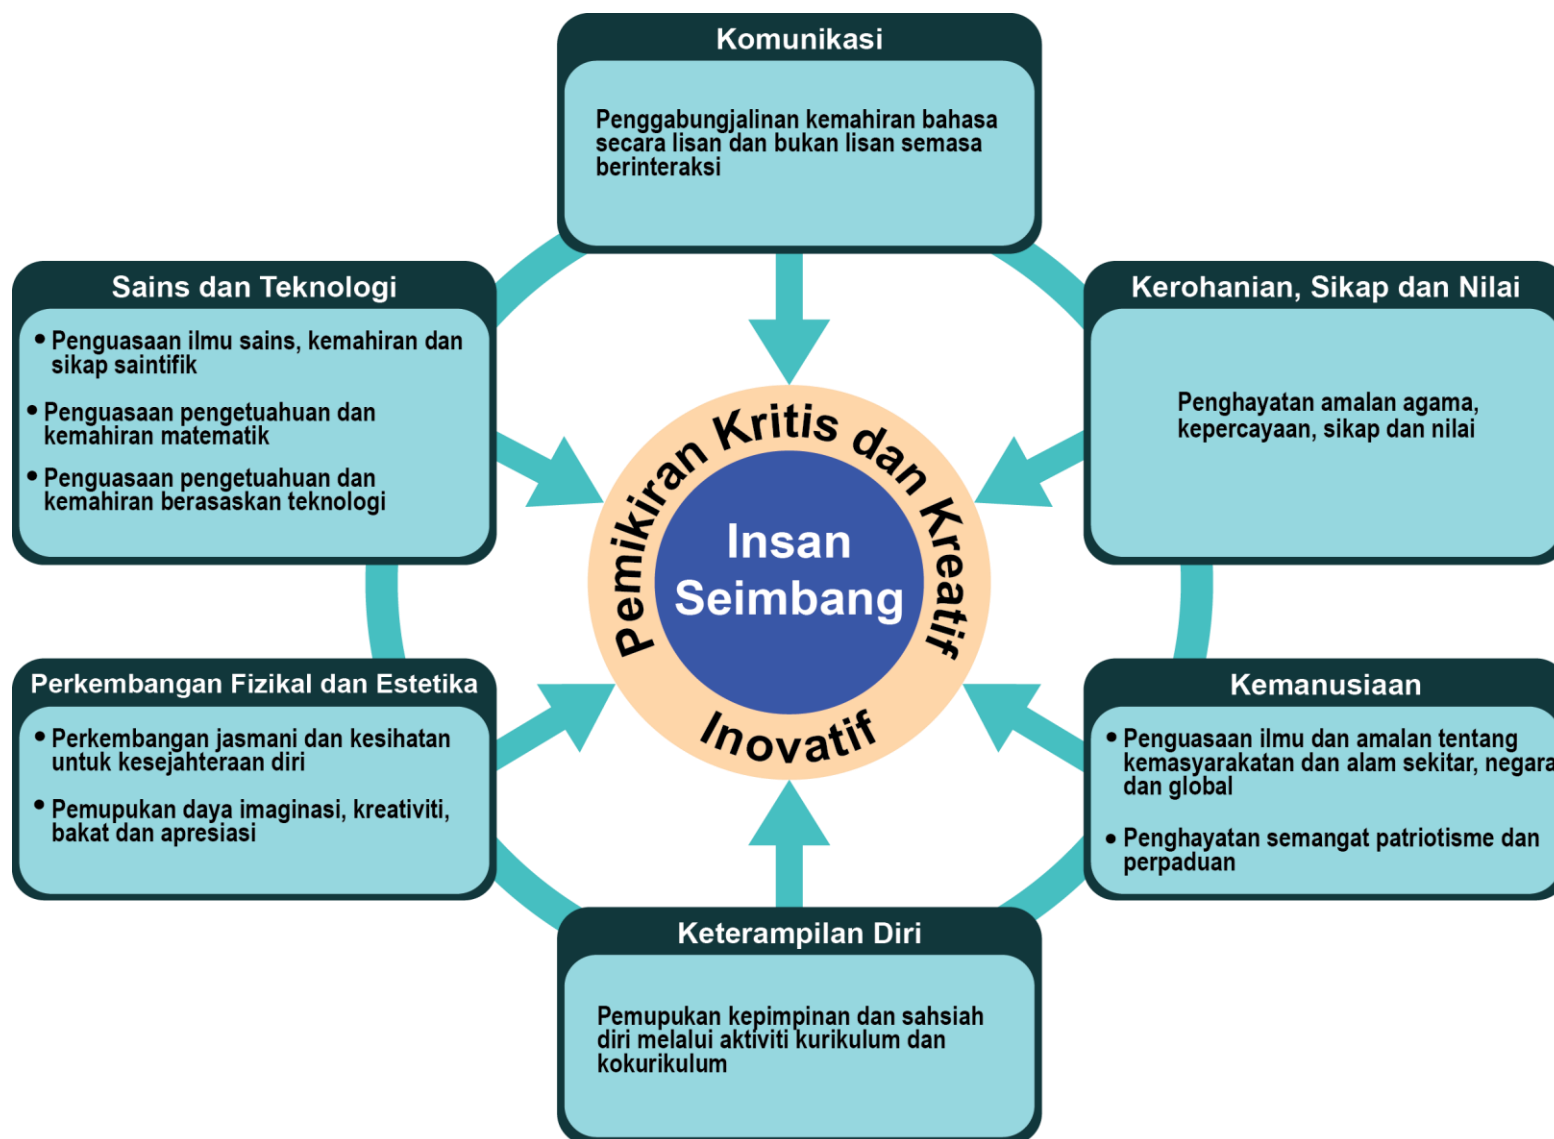 Komunikasi
Penggabungjalinan kemahiran bahasa
secara lisan dan bukan lisan semasa
berinteraksi
Sains dan Teknologi
• Penguasaan ilmu sains, kemahiran dan
sikap saintifik
• Penguasaan pengetuahuan dan
kemahiran matematik
• Penguasaan pengetuahuan dan
kemahiran berasaskan teknologi
Kerohanian, Sikap dan Nilai
Penghayatan amalan agama,
kepercayaan, sikap dan nilai
Pemikiran Kritis dan Kreatif
Insan
Seimbang
Inovatif
Perkembangan Fizikal dan Estetika
• Perkembangan jasmani dan kesihatan
untuk kesejahteraan diri
• Pemupukan daya imaginasi, kreativiti,
bakat dan apresiasi
Kemanusiaan
• Penguasaan ilmu dan amalan tentang
kemasyarakatan dan alam sekitar, negara
dan global
• Penghayatan semangat patriotisme dan
perpaduan
Keterampilan Diri
Pemupukan kepimpinan dan sahsiah
diri melalui aktiviti kurikulum dan
kokurikulum